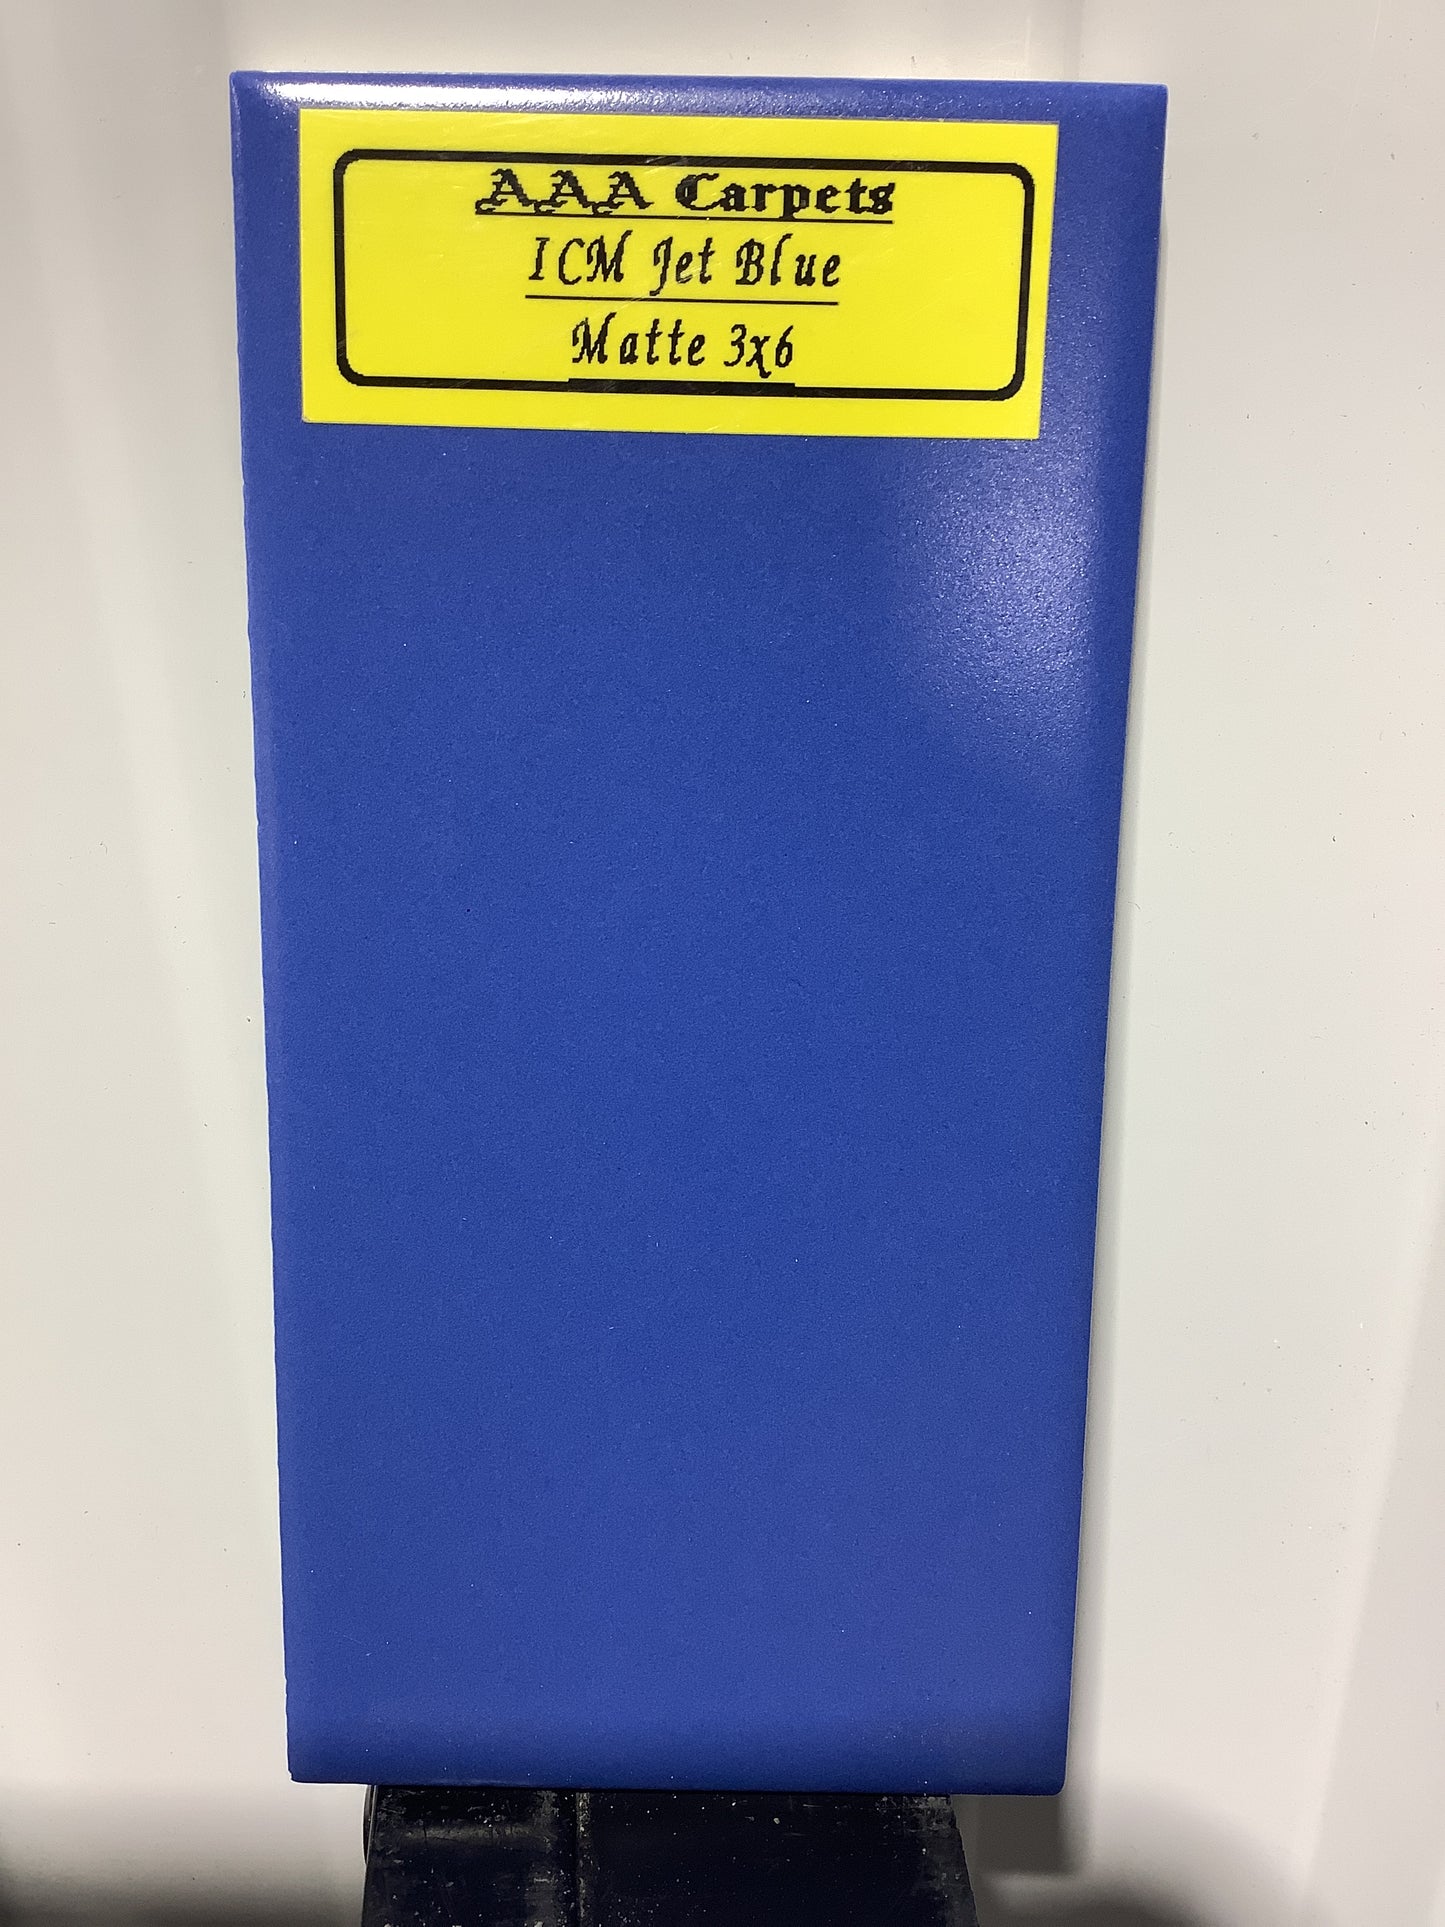 AAA Carpets
ICM Jet Blue
Matte 3x6